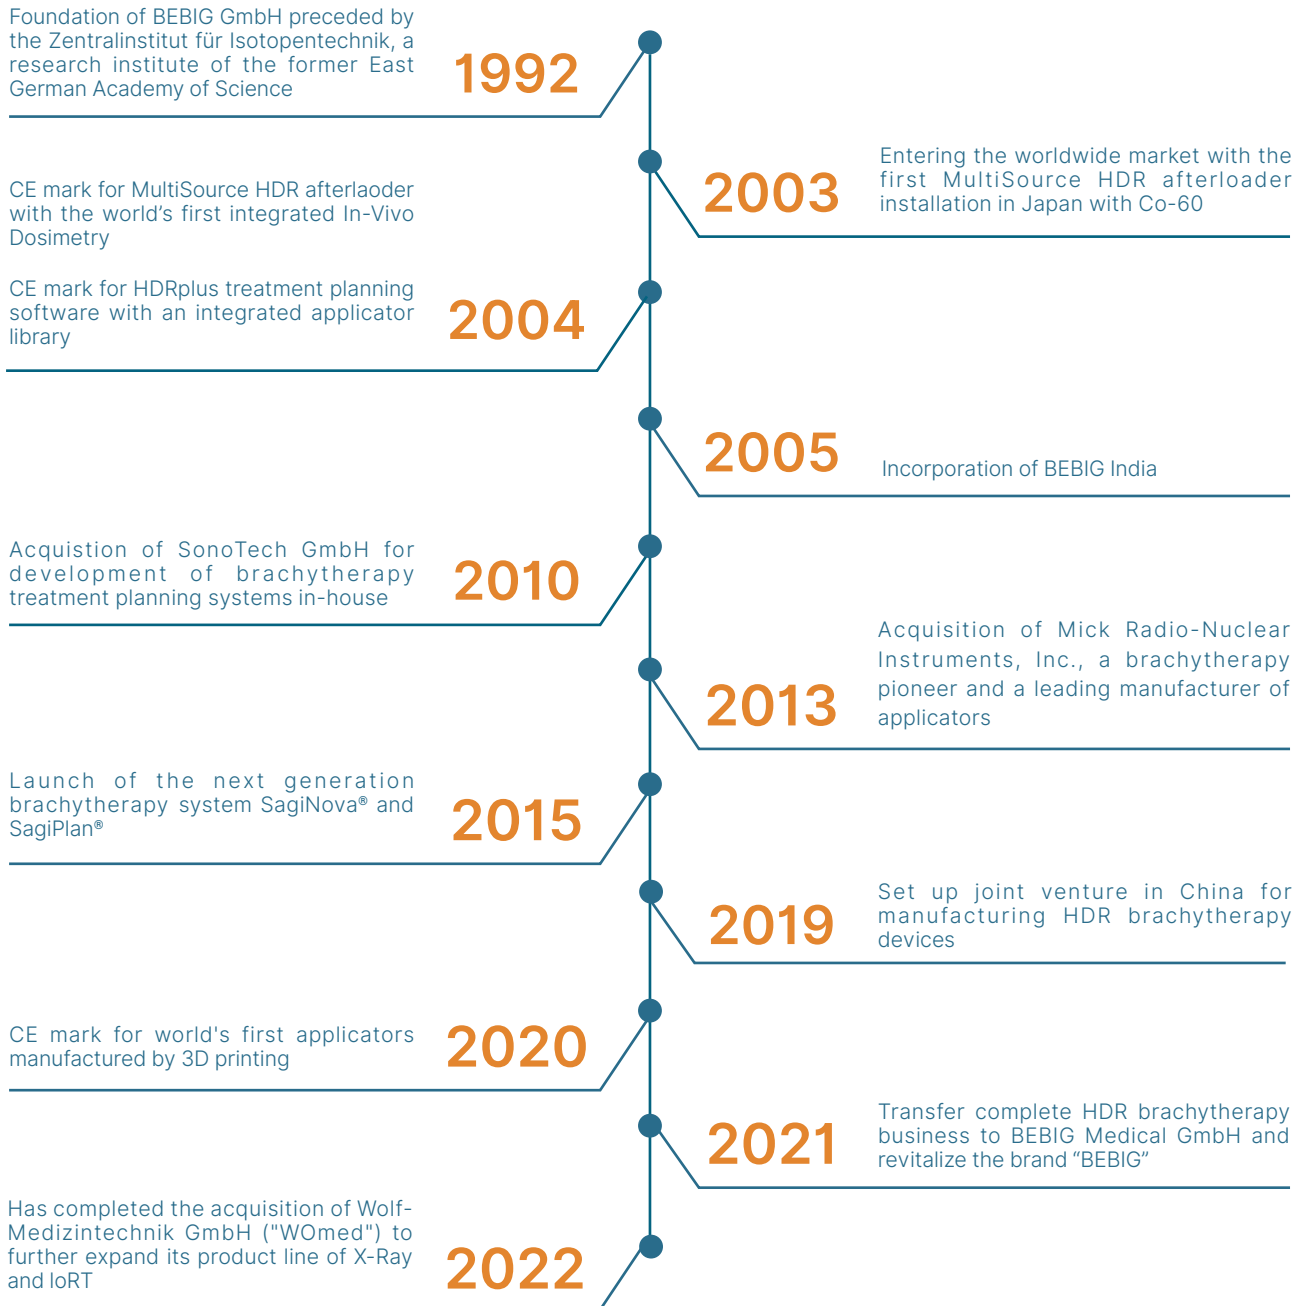 Foundation of BEBIG GmbH preceded by
the Zentralinstitut für Isotopentechnik, a
research institute of the former East
German Academy of Science
1992
Entering the worldwide market with the
first MultiSource HDR afterloader
installation in Japan with Co-60
2003
CE mark for MultiSource HDR afterlaoder
with the world’s first integrated In-Vivo
Dosimetry
CE mark for HDRplus treatment planning
software with an integrated applicator
library
2004
2005
Incorporation of BEBIG India
Acquistion of SonoTech GmbH for
development of brachytherapy
treatment planning systems in-house
2010
Acquisition of Mick Radio-Nuclear
Instruments, Inc., a brachytherapy
pioneer and a leading manufacturer of
applicators
2013
Launch of the next generation
brachytherapy system SagiNova® and
SagiPlan®
2015
Set up joint venture in China for
manufacturing HDR brachytherapy
devices
2019
CE mark for world's first applicators
manufactured by 3D printing
2020
Transfer complete HDR brachytherapy
business to BEBIG Medical GmbH and
revitalize the brand “BEBIG”
2021
Has completed the acquisition of Wolf-
Medizintechnik GmbH ("WOmed") to
further expand its product line of X-Ray
and IoRT
2022